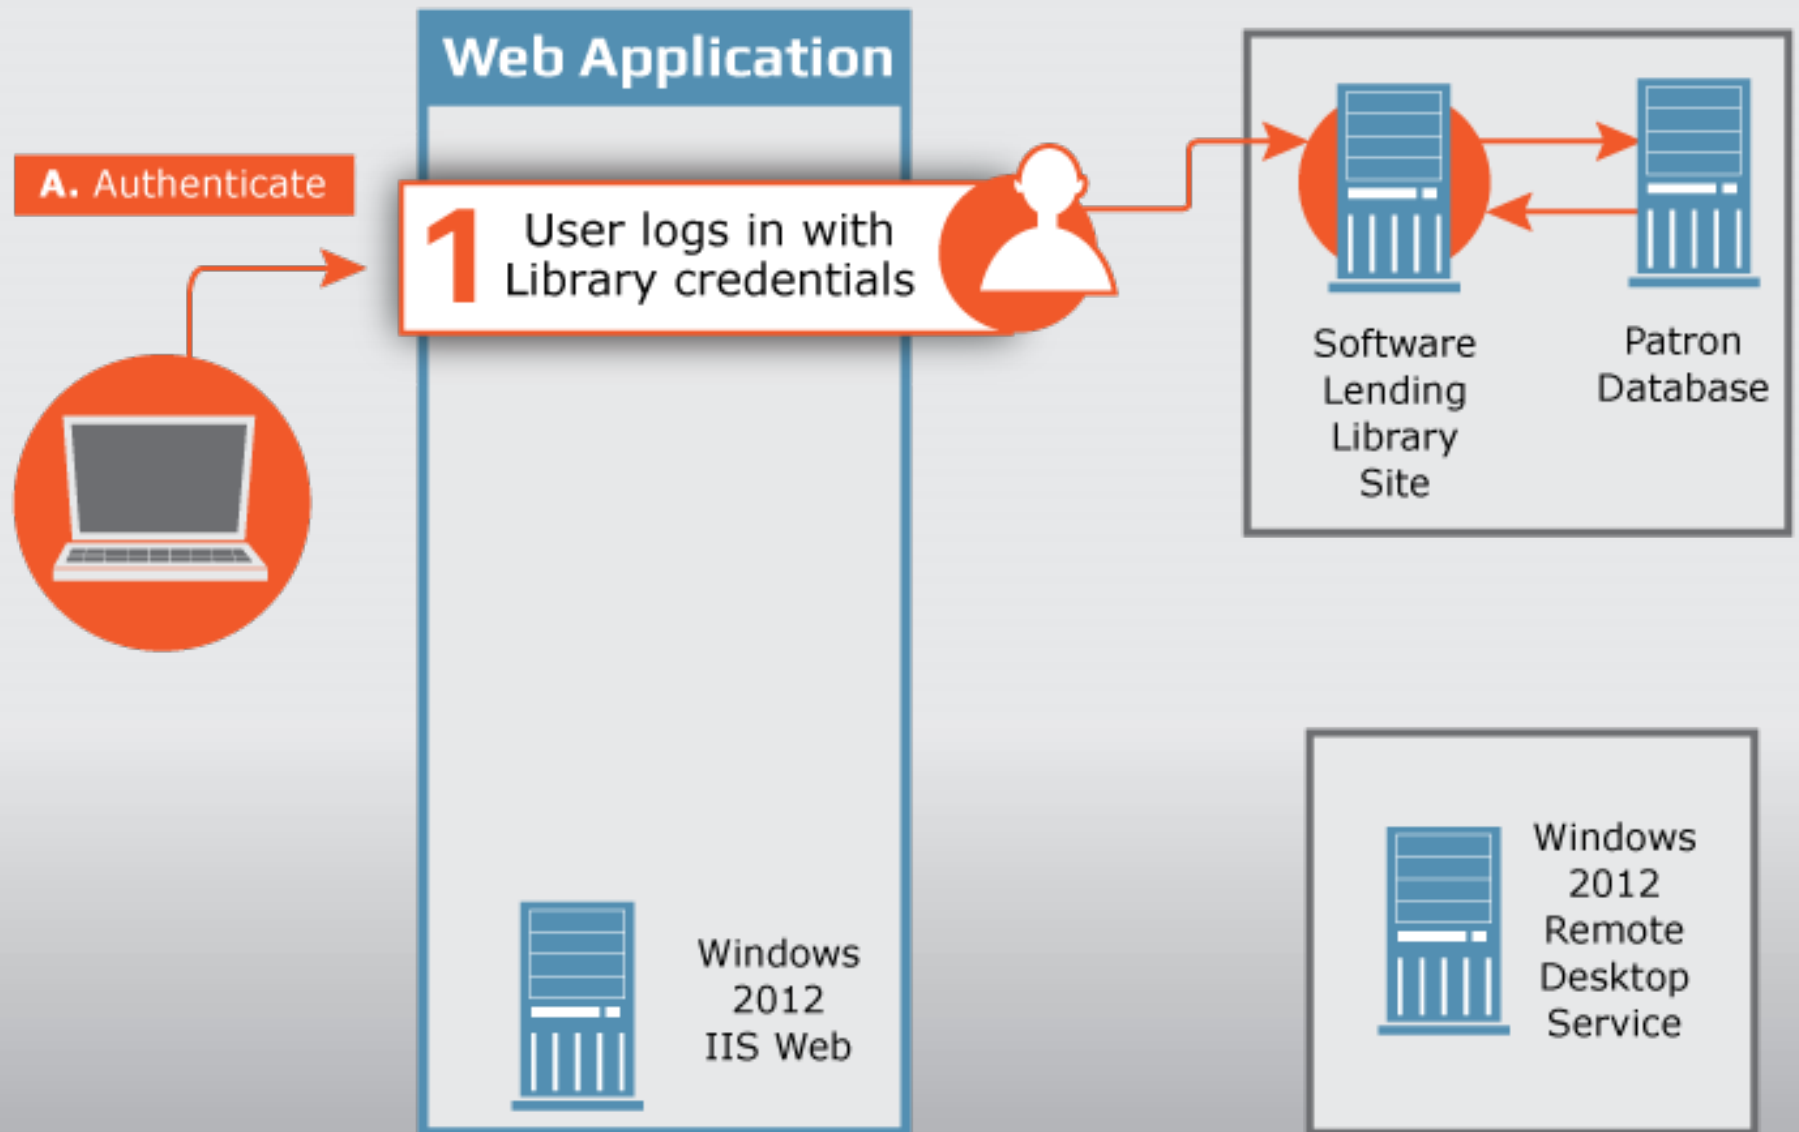 Web Application
A. Authenticate
1
User logs in with
Library credentials
Software
Lending
Library
Site
Patron
Database
Windows
2012
IIS Web
Windows
2012
Remote
Desktop
Service